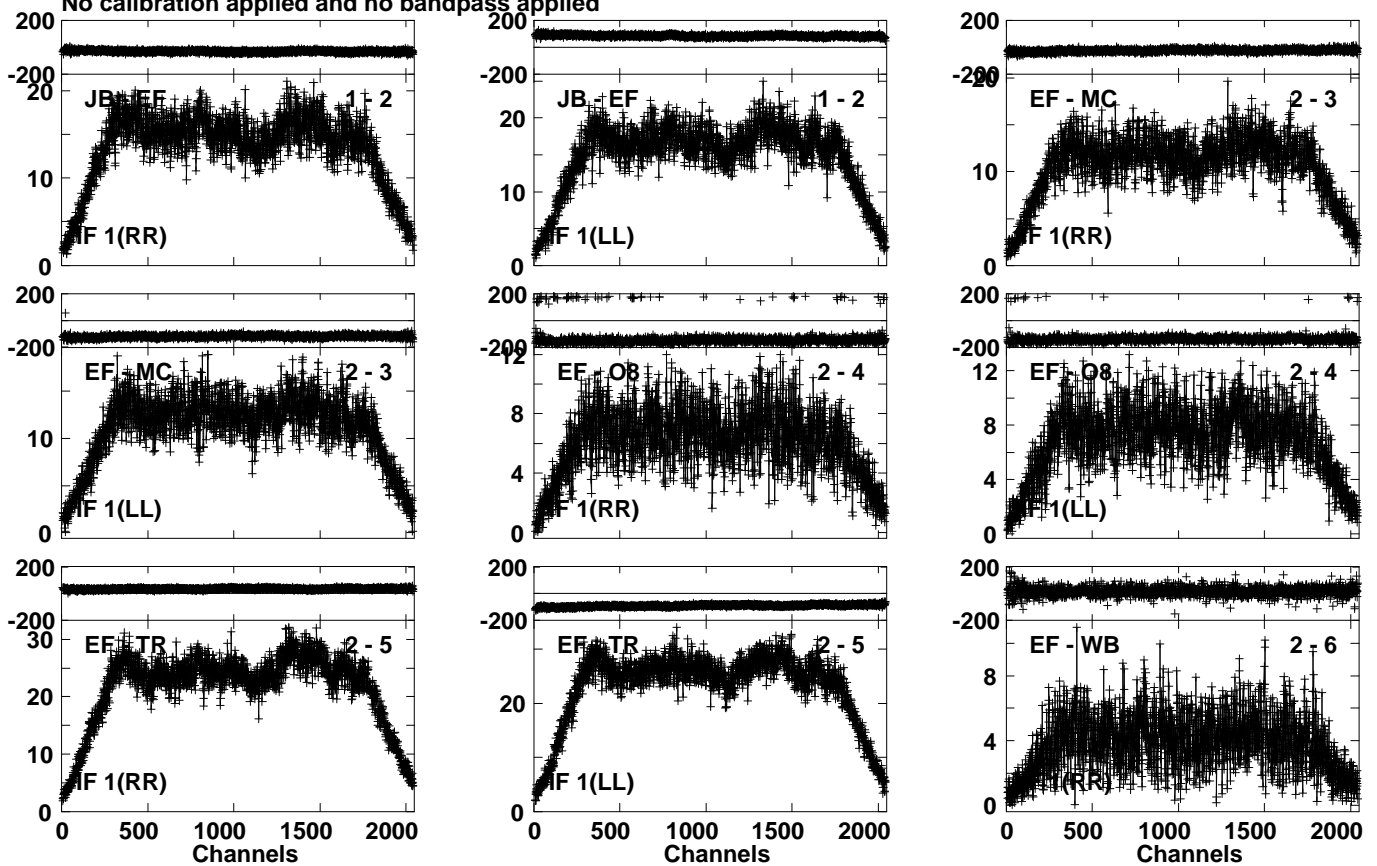 No calibration applied and no bandpass applied
200
-200
20
10
0
JB - EF 1 - 2
IF 1(RR)
200
-200
20
10
0
JB - EF 1 - 2
IF 1(LL)
200
-200
20
10
0
EF - MC 2 - 3
IF 1(RR)
200
-200
10
0
EF - MC 2 - 3
IF 1(LL)
200
-200
12
8
4
0
EF - O8 2 - 4
IF 1(RR)
200
-200
12
8
4
0
EF - O8 2 - 4
IF 1(LL)
200
-200
30
20
10
0
EF - TR 2 - 5
IF 1(RR)
0 500 1000 1500 2000
Channels
200
-200
20
0
EF - TR 2 - 5
IF 1(LL)
0 500 1000 1500 2000
Channels
200
-200
8
4
0
EF - WB 2 - 6
1(RR)
0 500 1000 1500 2000
Channels